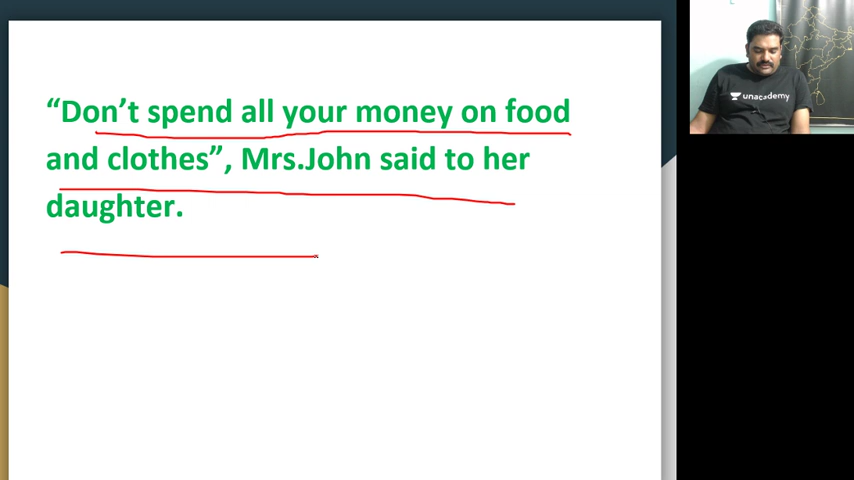 “Don’t spend all your money on food
and clothes”, Mrs.John said to her
daughter.
unacademy